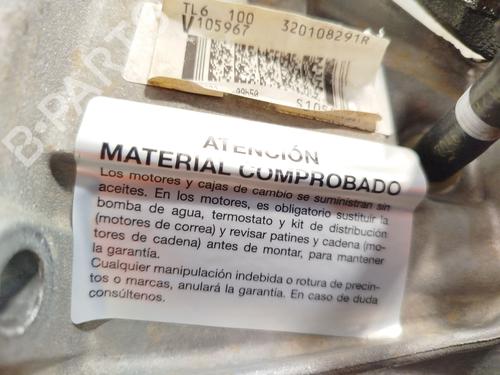 TL6 100 320108291R
V105967
ATENCIÓN
MATERIAL COMPROBADO
Los motores y cajas de cambio se suministran sin
aceites. En los motores, es obligatorio sustituir la
bomba de agua, termostato y kit de distribución
(motores de correa) y revisar patines y cadena (mo-
tores de cadena) antes de montar, para mantener
la garantía.
Cualquier manipulación indebida o rotura de precin-
tos o marcas, anulará la garantía. En caso de duda
consúltenos.
B-PARTS